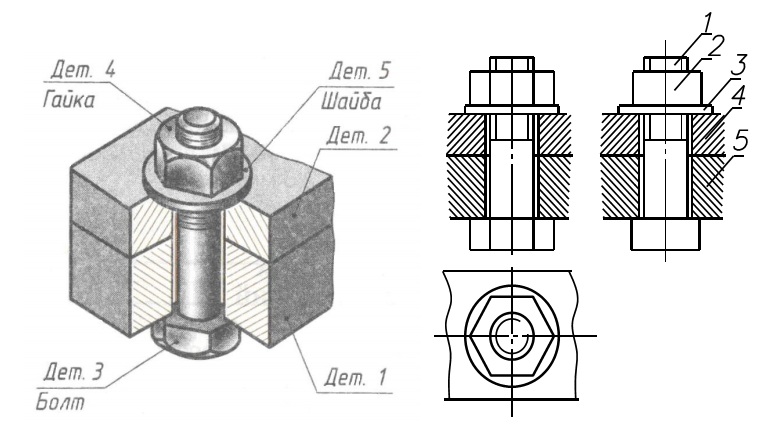 Дет. 4
Гайка
Дет. 5
Шайба
Дет. 2
Дет. 3
Болт
Дет. 1
1
2
3
4
5